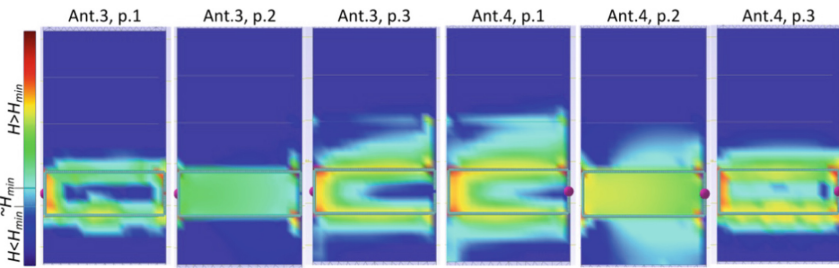 Ant.3, p.1
Ant.3, p.2
Ant.3, p.3
Ant.4, p.1
Ant.4, p.2
Ant.4, p.3
H>Hmin
~Hmin
H<Hmin